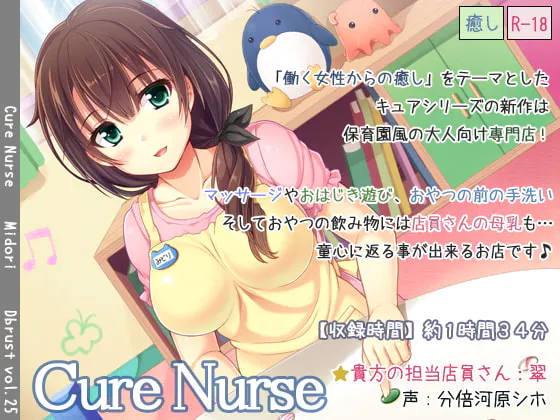 癒し
R-18
「働く女性からの癒し」をテーマとした
キュアシリーズの新作は
保育園風の大人向け専門店!
マッサージやおはじき遊び、おやつの前の手洗い
そしておやつの飲み物には店員さんの母乳も…
童心に返る事が出来るお店です♪
みどり
【収録時間】約1時間34分
★貴方の担当店員さん:翠
声:分倍河原シホ
Cure Nurse
Cure Nurse Midori Dbrust vol.25